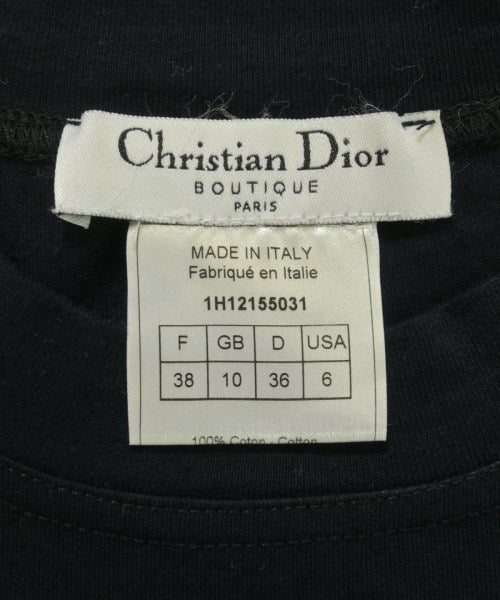 Christian Dior
BOUTIQUE
PARIS
MADE IN ITALY
Fabriqué en Italie
1H12155031
F GB D USA
38 10 36 6
100% Coton - Cotton